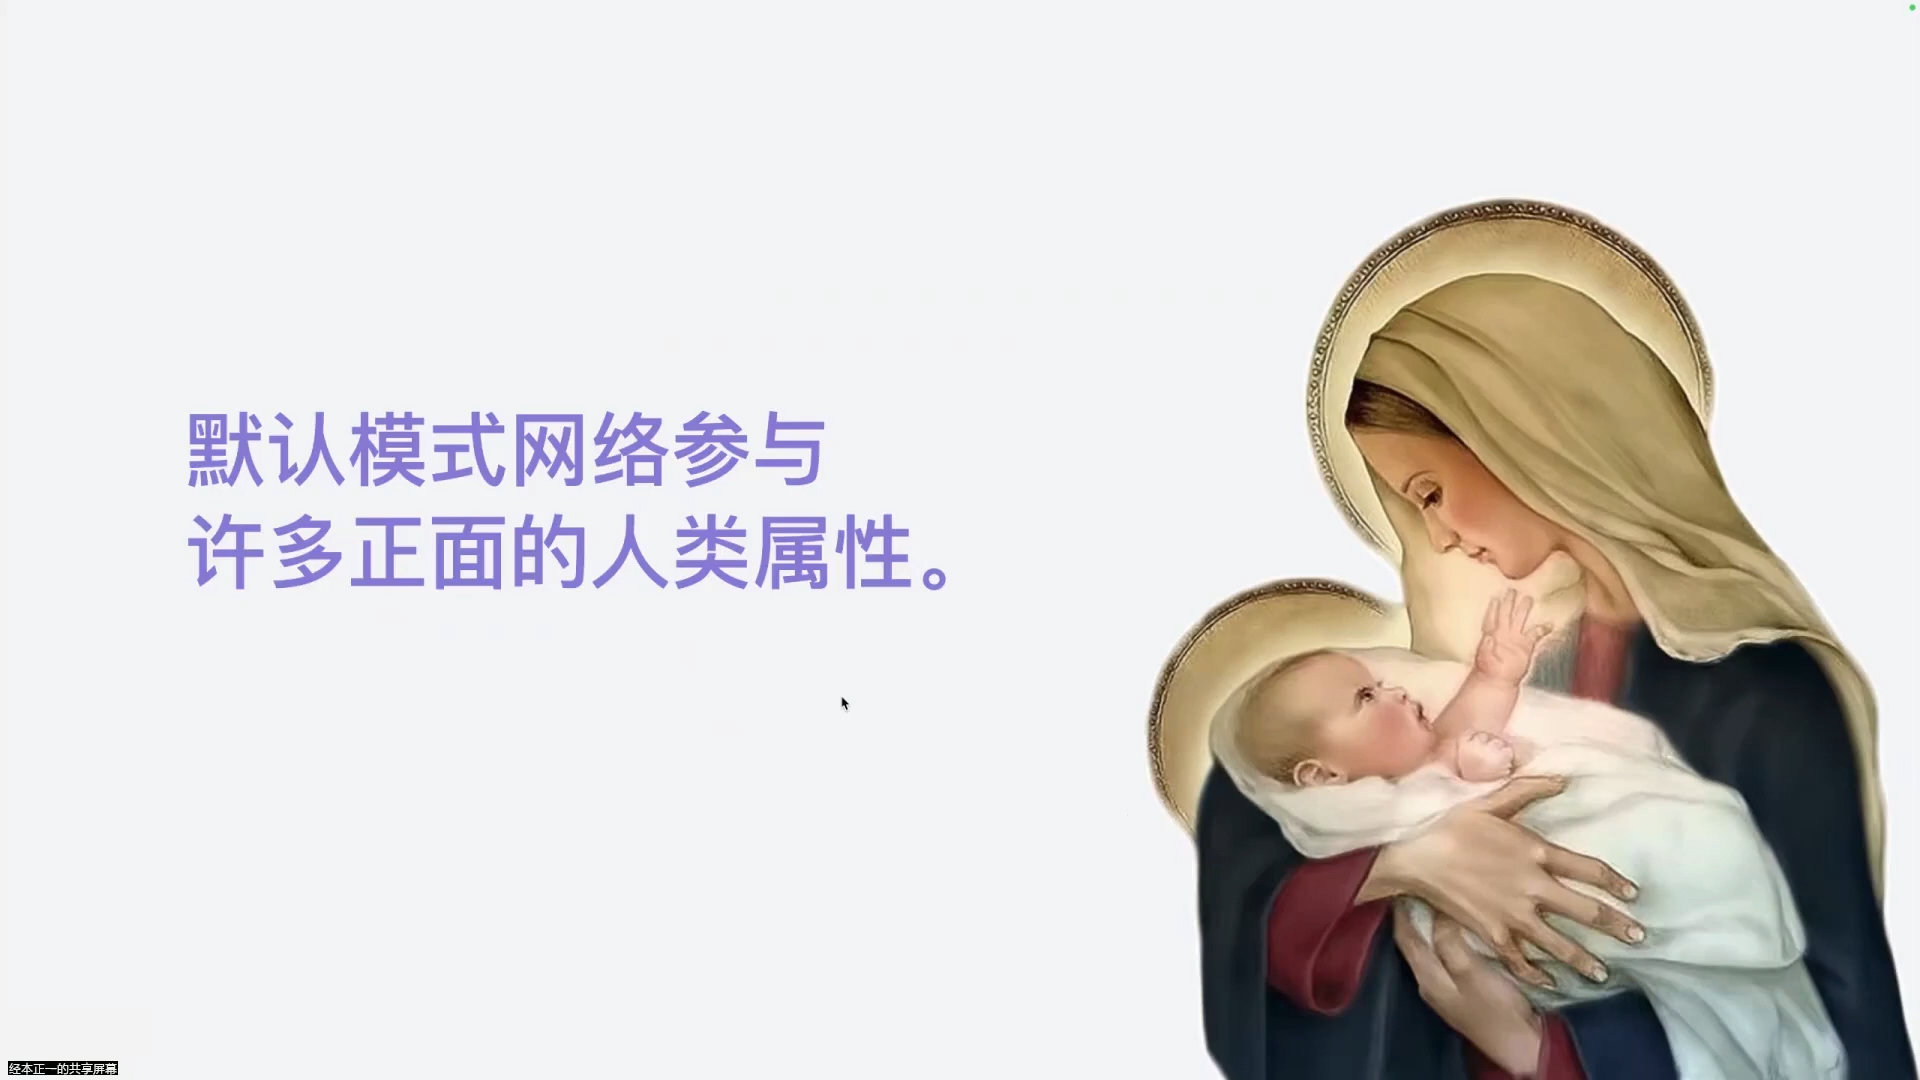 默认模式网络参与
许多正面的人类属性。
经本正一的共享屏幕